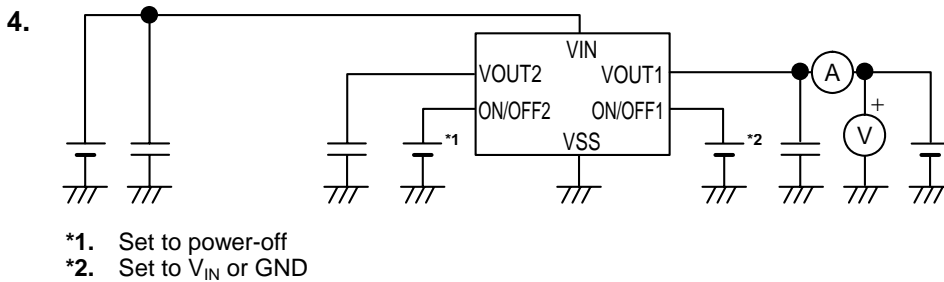 4.
VIN
VOUT2 VOUT1
ON/OFF2 ON/OFF1
*1 *2
VSS
A
+
V
*1. Set to power-off
*2. Set to VIN or GND